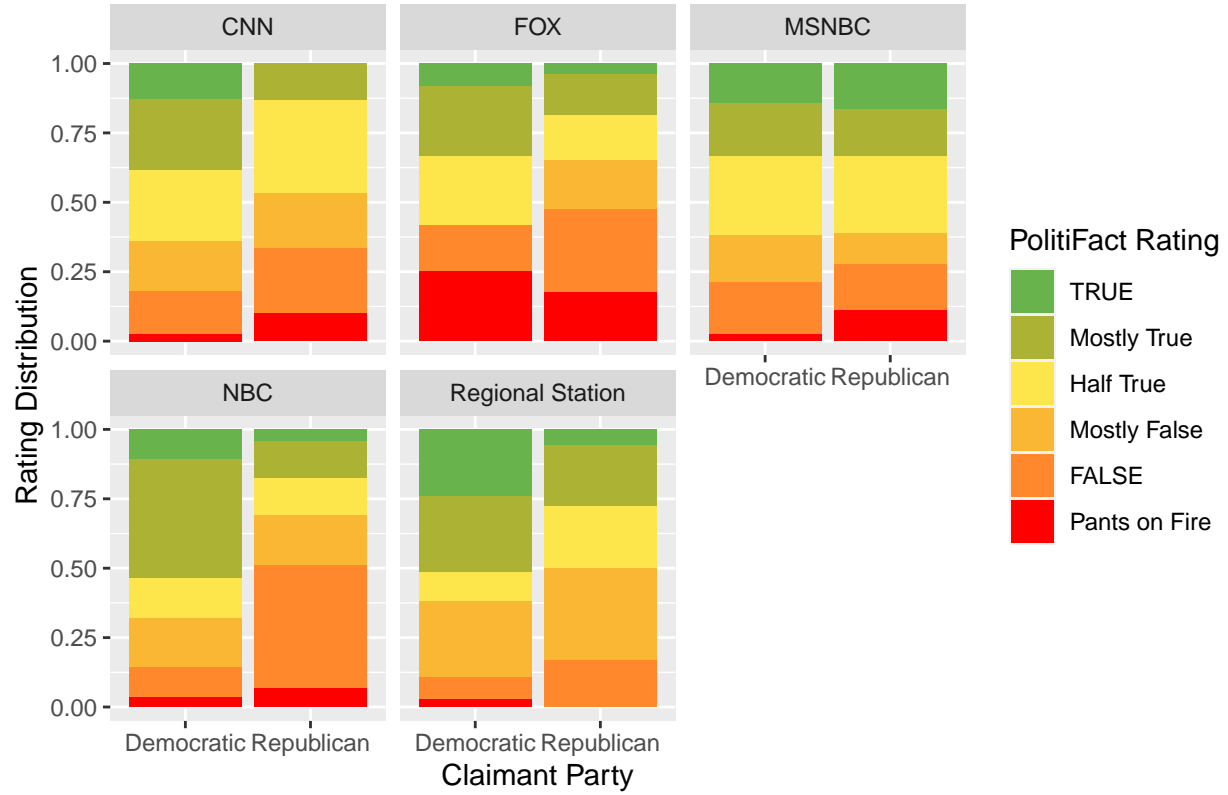 CNN
FOX
MSNBC
1.00
0.75
0.50
0.25
0.00
Democratic Republican
NBC
Regional Station
1.00
0.75
0.50
0.25
0.00
Democratic Republican
Democratic Republican
Rating Distribution
Claimant Party
PolitiFact Rating
TRUE
Mostly True
Half True
Mostly False
FALSE
Pants on Fire